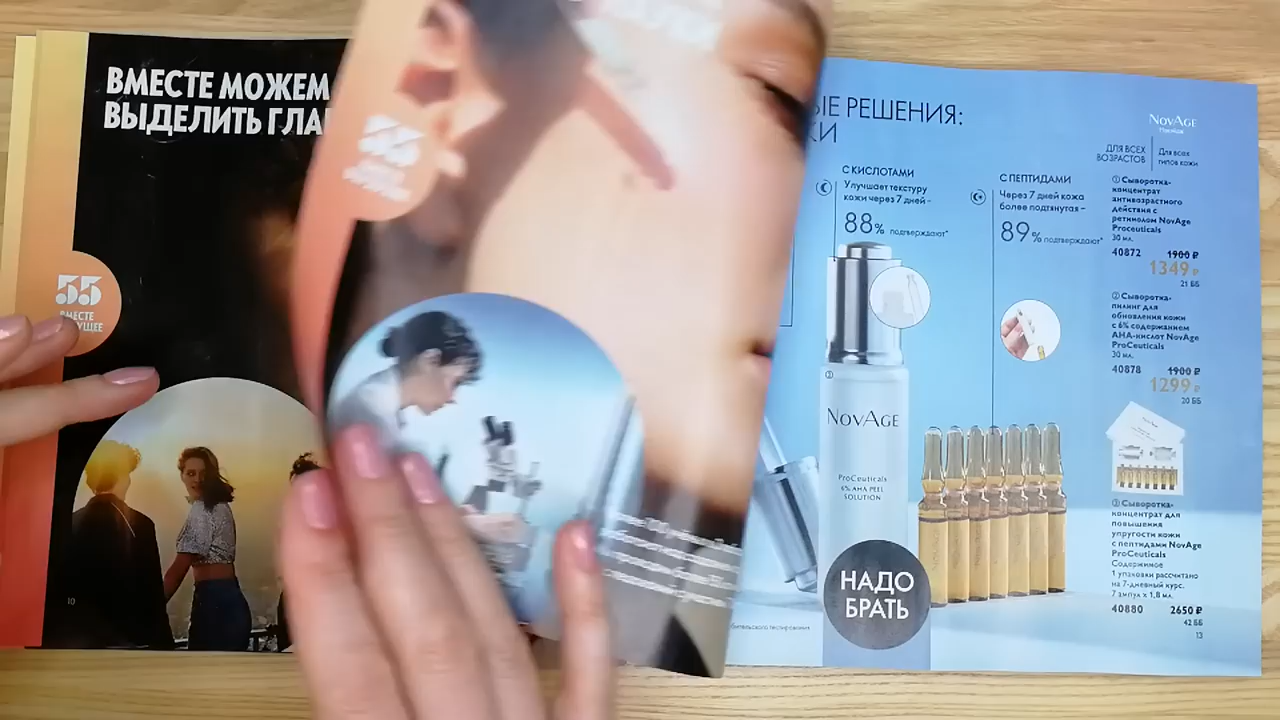 ВМЕСТЕ МОЖЕМ
ВЫДЕЛИТЬ ГЛА
55
ВМЕСТЕ
10
ЫЕ РЕШЕНИЯ:
КИ
NOVAGE
ДЛЯ ВСЕХ
ВОЗРАСТОВ
Для всех
типов кожи
С КИСЛОТАМИ
Улучшает текстуру
кожи через 7 дней –
88% подтверждают*
С ПЕПТИДАМИ
Через 7 дней кожа
более подтянутая –
89% подтверждают*
① Сыворотка-
концентрат
антивозрастного
действия с
ретинолом NovAge
Proceuticals
30 мл.
40872 1900 ₽
1349 ₽
21 ББ
② Сыворотка-
пилинг для
обновления кожи
с 6% содержанием
АНА-кислот NovAge
ProCeuticals
30 мл.
40878 1900 ₽
1299 ₽
20 ББ
③ Сыворотка-
концентрат для
повышения
упругости кожи
с пептидами NovAge
ProCeuticals
Содержимое
1 упаковки рассчитано
на 7-дневный курс.
7 ампул x 1,8 мл.
40880 2650 ₽
42 ББ
13
NOVAGE
ProCeuticals
6% AHA PEEL
SOLUTION
НАДО
БРАТЬ